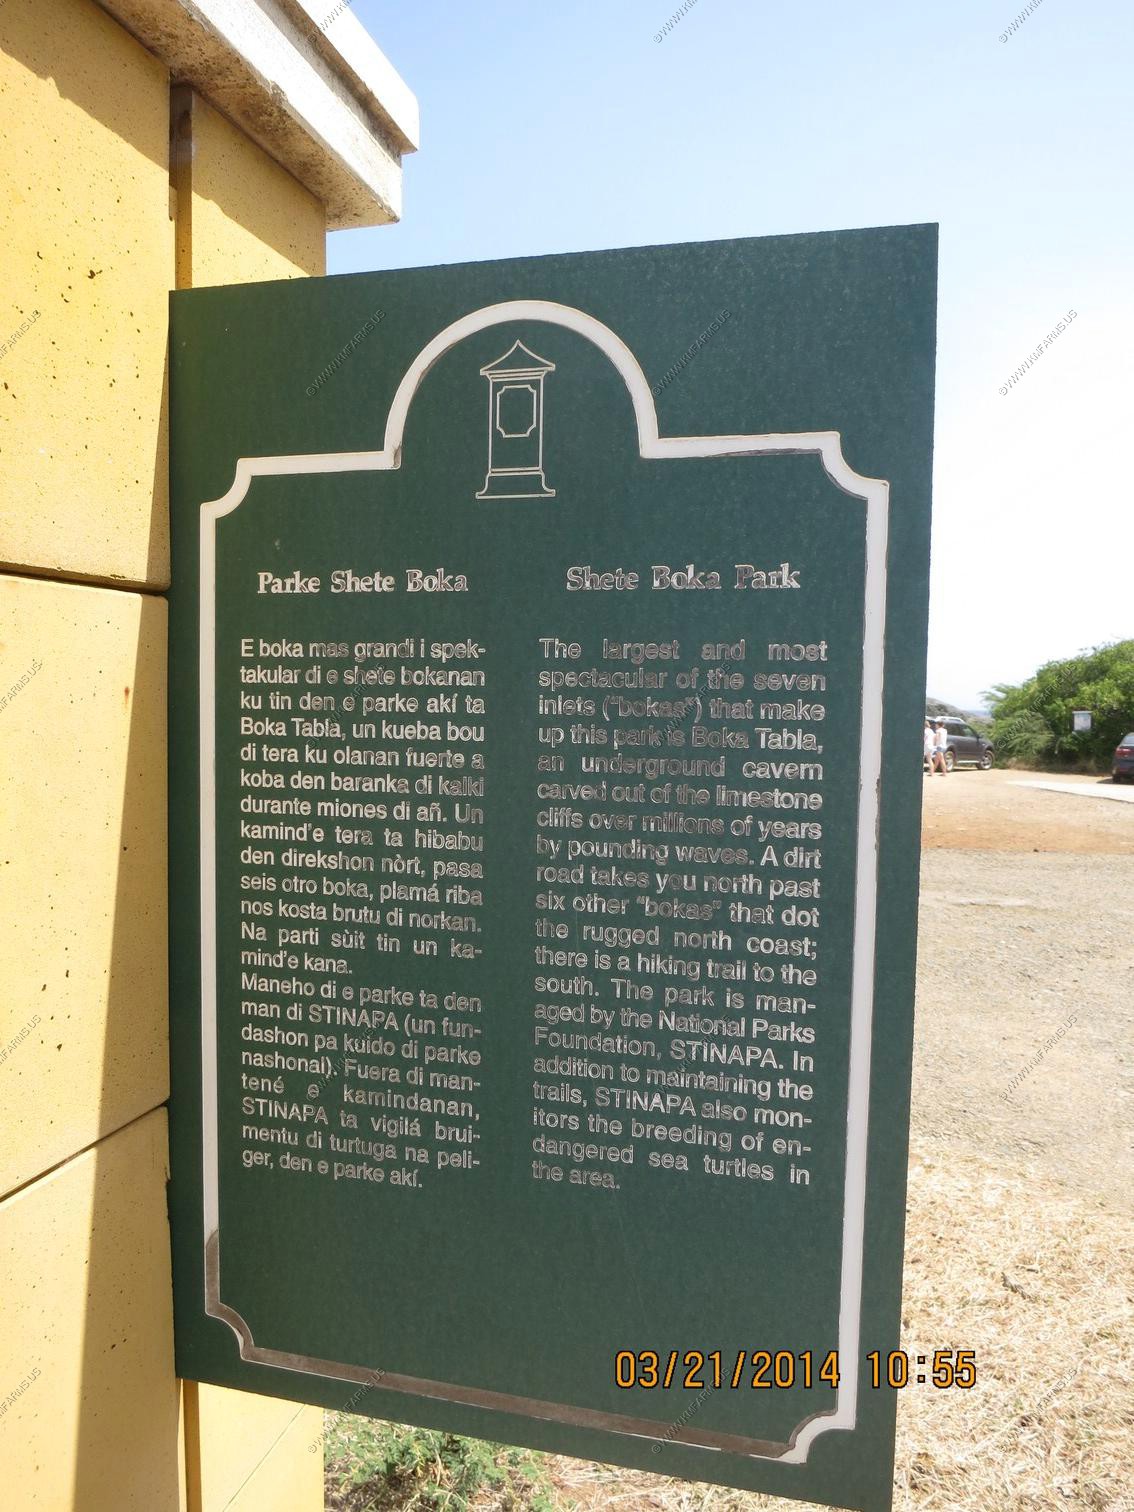 Parke Shete Boka
E boka mas grandi i spek-
takular di e shete bokanan
ku tin den e parke akí ta
Boka Tabla, un kueba bou
di tera ku olanan fuerte a
koba den baranka di kalki
durante miones di añ. Un
kamind'e tera ta hibabu
den direkshon nòrt, pasa
seis otro boka, plamá riba
nos kosta brutu di norkan.
Na parti sùit tin un ka-
mind'e kana.
Maneho di e parke ta den
man di STINAPA (un fun-
dashon pa kuido di parke
nashonal). Fuera di man-
tené e' kamindanan,
STINAPA ta vigilá brui-
mentu di turtuga na peli-
ger, den e parke akí.
Shete Boka Park
The largest and most
spectacular of the seven
inlets ("bokas") that make
up this park is Boka Tabla,
an underground cavern
carved out of the limestone
cliffs over millions of years
by pounding waves. A dirt
road takes you north past
six other "bokas" that dot
the rugged north coast;
there is a hiking trail to the
south. The park is man-
aged by the National Parks
Foundation, STINAPA. In
addition to maintaining the
trails, STINAPA also mon-
itors the breeding of en-
dangered sea turtles in
the area.
03/21/2014 10:55
©WWW.KMFARMS.US